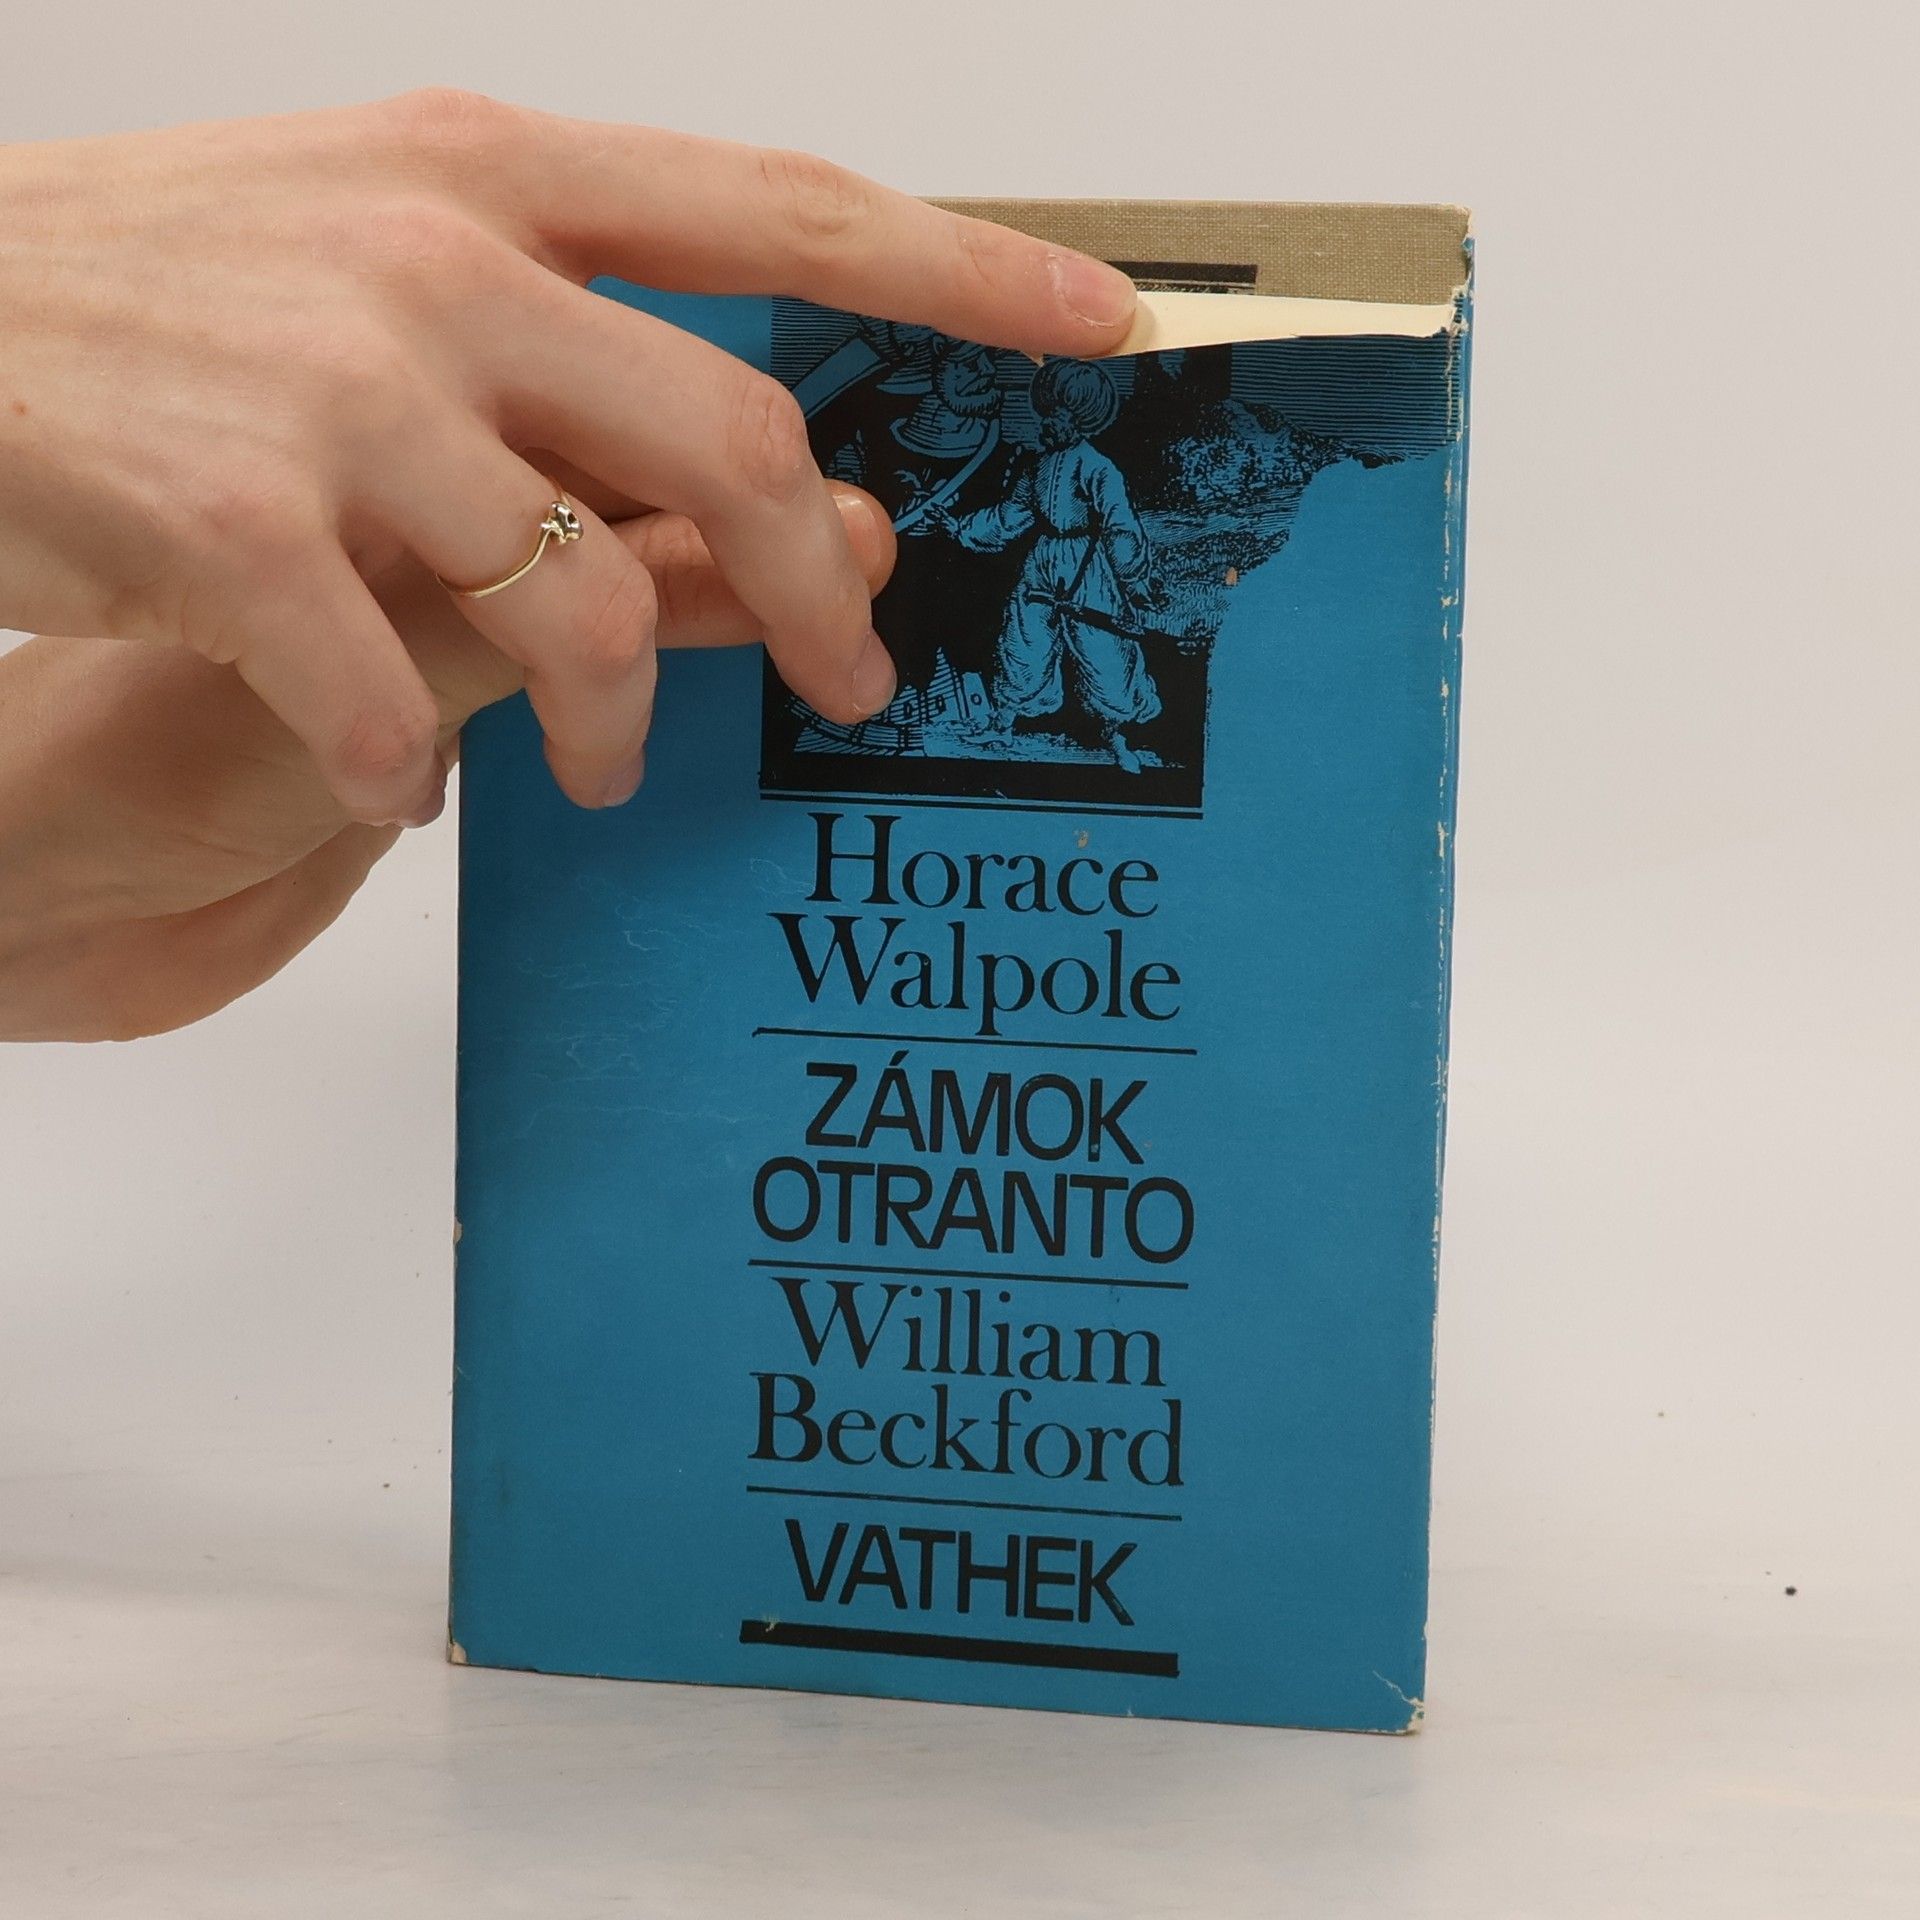 Horace
Walpole
ZÁMOK
OTRANTO
William
Beckford
VATHEK